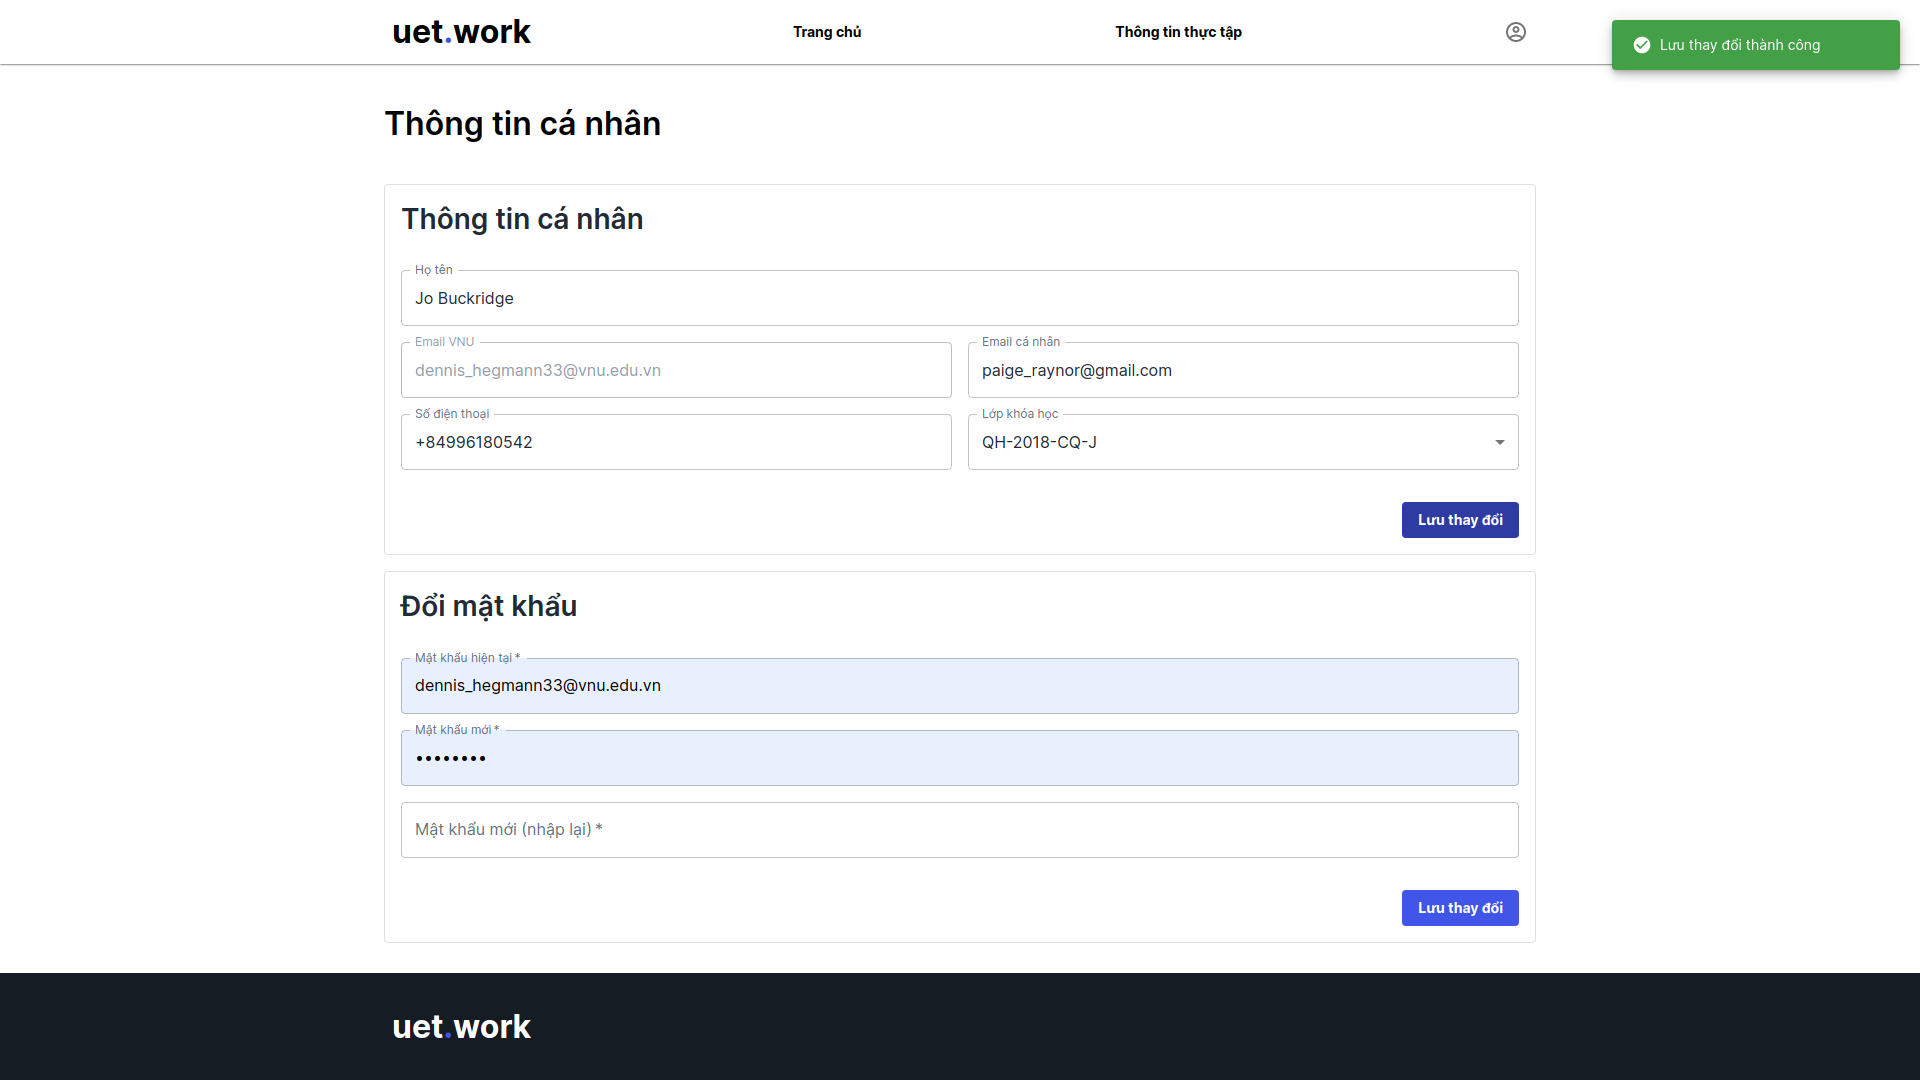 uet.work
Trang chủ
Thông tin thực tập
Lưu thay đổi thành công
Thông tin cá nhân
Thông tin cá nhân
Họ tên
Jo Buckridge
Email VNU
dennis_hegmann33@vnu.edu.vn
Email cá nhân
paige_raynor@gmail.com
Số điện thoại
+84996180542
Lớp khóa học
QH-2018-CQ-J
Lưu thay đổi
Đổi mật khẩu
Mật khẩu hiện tại *
dennis_hegmann33@vnu.edu.vn
Mật khẩu mới *
••••••••
Mật khẩu mới (nhập lại) *
Lưu thay đổi
uet.work